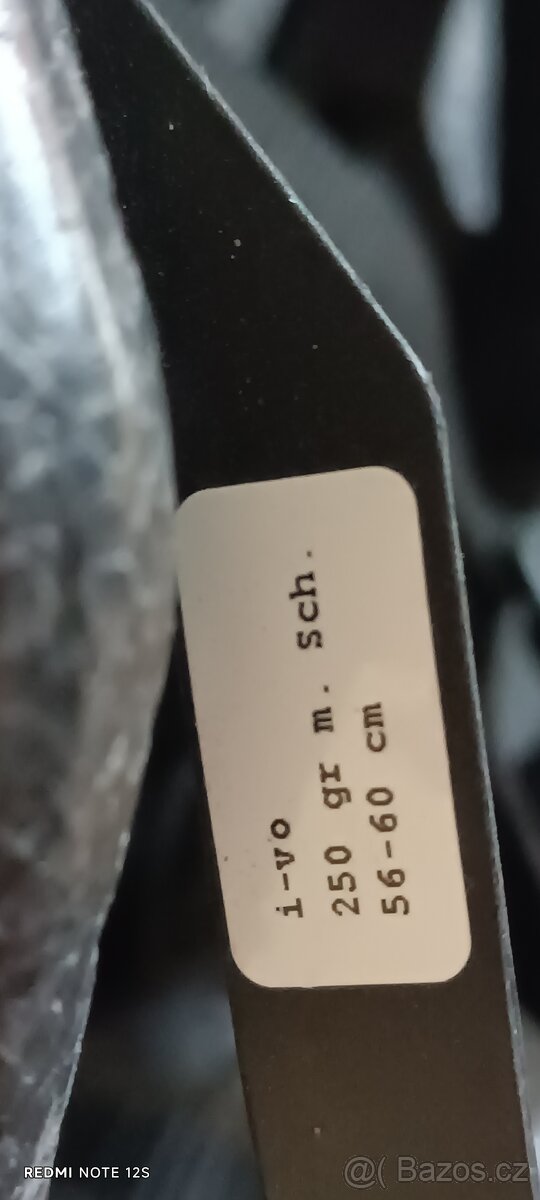 i-vo
250 gr m. sch.
56-60 cm
REDMI NOTE 12S
@( Bazos.cz